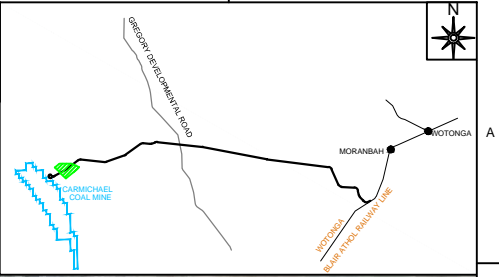 N
GREGORY DEVELOPMENTAL ROAD
A
WOTONGA
MORANBAH
CARMICHAEL
COAL MINE
WOTONGA
BLAIR ATHOL RAILWAY LINE